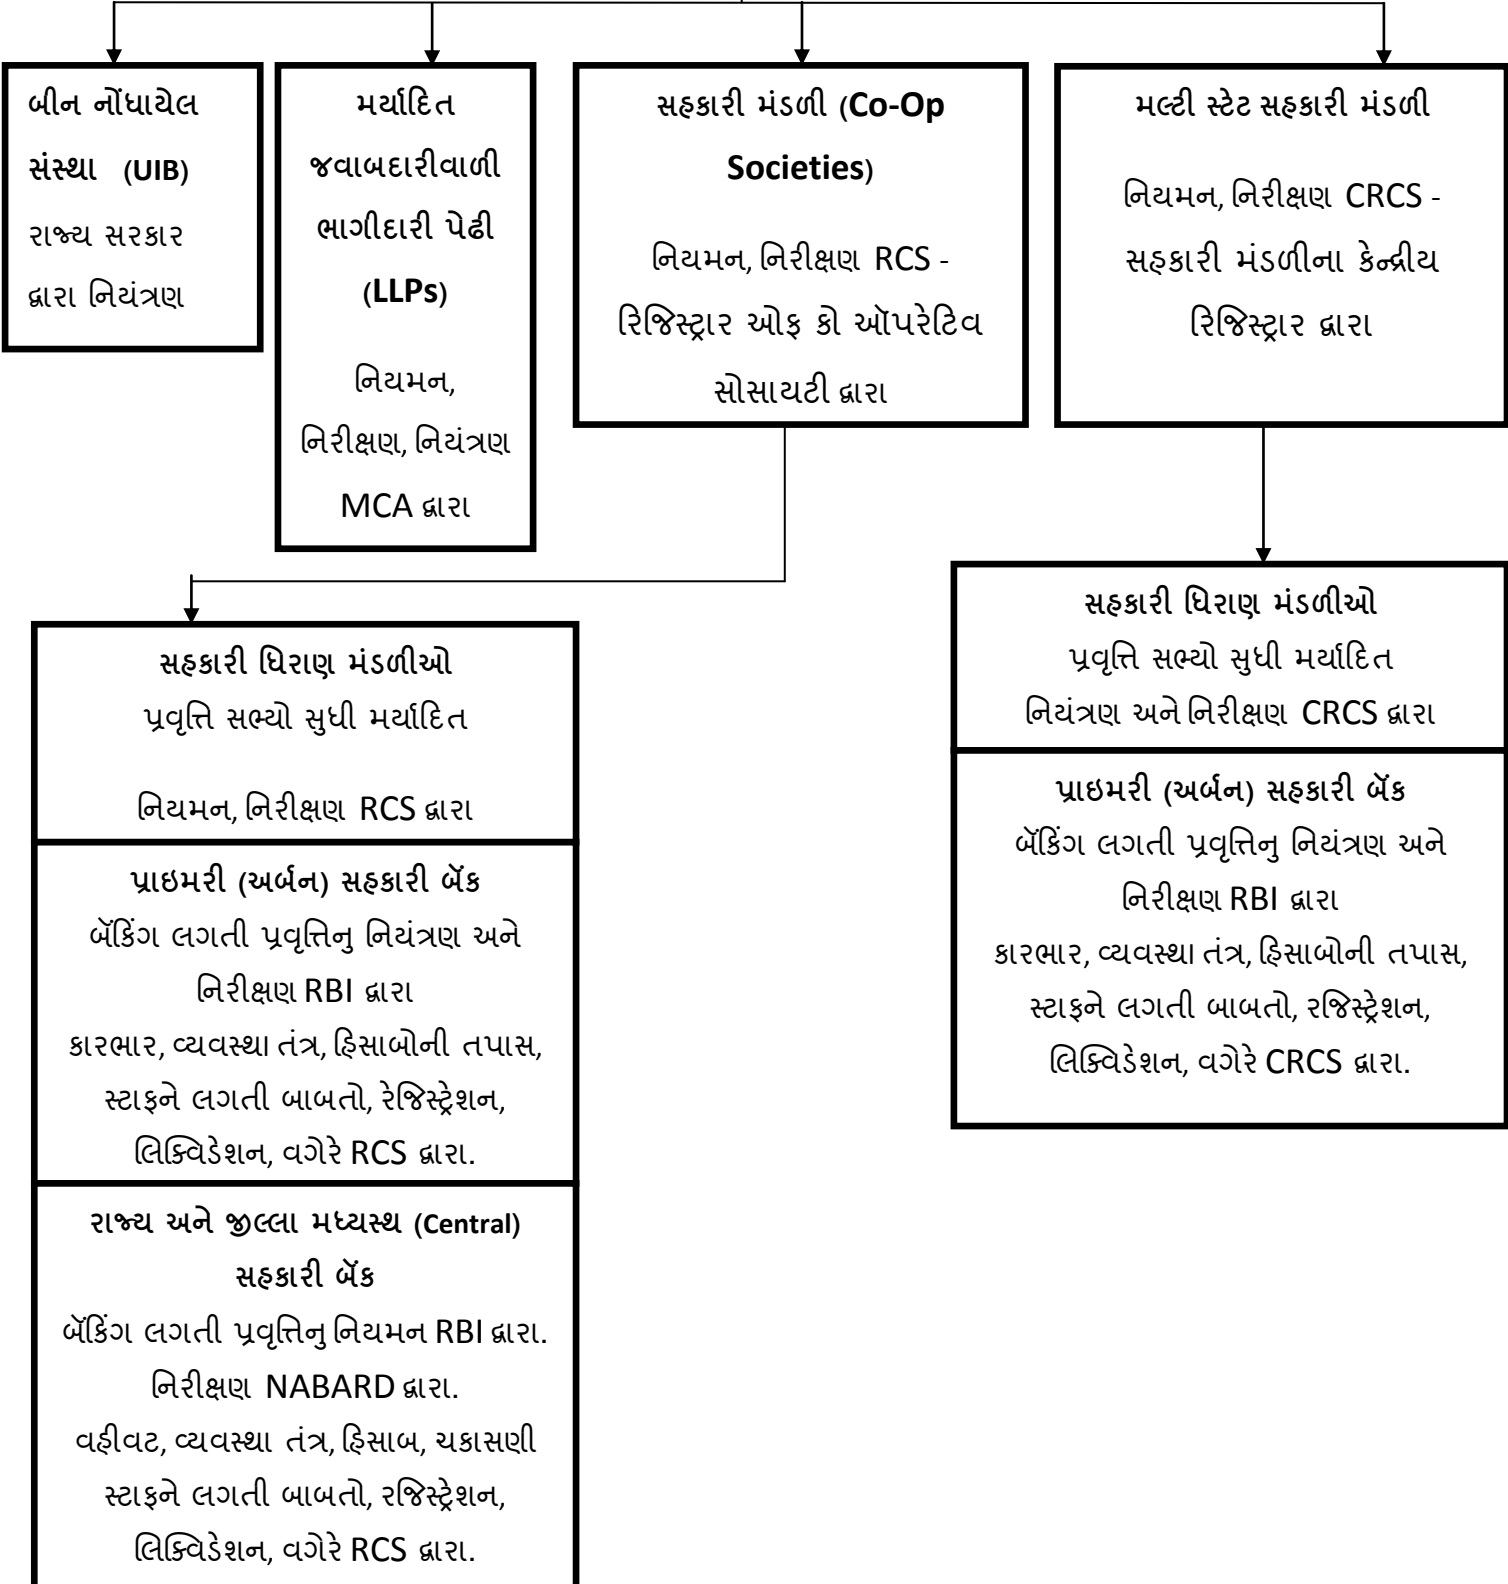 બીન નોંધાયેલ
સંસ્થા (UIB)
રાજ્ય સરકાર
દ્વારા નિયંત્રણ
મર્યાદિત
જવાબદારીવાળી
ભાગીદારી પેઢી
(LLPs)
નિયમન,
નિરીક્ષણ, નિયંત્રણ
MCA દ્વારા
સહકારી મંડળી (Co-Op
Societies)
નિયમન, નિરીક્ષણ RCS -
રિજિસ્ટ્રાર ઓફ કો ઑપરેટિવ
સોસાયટી દ્વારા
મલ્ટી સ્ટેટ સહકારી મંડળી
નિયમન, નિરીક્ષણ CRCS -
સહકારી મંડળીના કેન્દ્રીય
રિજિસ્ટ્રાર દ્વારા
સહકારી ધિરાણ મંડળીઓ
પ્રવૃત્તિ સભ્યો સુધી મર્યાદિત
નિયમન, નિરીક્ષણ RCS દ્વારા
પ્રાઇમરી (અર્બન) સહકારી બૅંક
બૅંકિંગ લગતી પ્રવૃત્તિનુ નિયંત્રણ અને
નિરીક્ષણ RBI દ્વારા
કારભાર, વ્યવસ્થા તંત્ર, હિસાબોની તપાસ,
સ્ટાફને લગતી બાબતો, રેજિસ્ટ્રેશન,
લિક્વિડેશન, વગેરે RCS દ્વારા.
રાજ્ય અને જીલ્લા મધ્યસ્થ (Central)
સહકારી બૅંક
બૅંકિંગ લગતી પ્રવૃત્તિનુ નિયમન RBI દ્વારા.
નિરીક્ષણ NABARD દ્વારા.
વહીવટ, વ્યવસ્થા તંત્ર, હિસાબ, ચકાસણી
સ્ટાફને લગતી બાબતો, રજિસ્ટ્રેશન,
લિક્વિડેશન, વગેરે RCS દ્વારા.
સહકારી ધિરાણ મંડળીઓ
પ્રવૃત્તિ સભ્યો સુધી મર્યાદિત
નિયંત્રણ અને નિરીક્ષણ CRCS દ્વારા
પ્રાઇમરી (અર્બન) સહકારી બૅંક
બૅંકિંગ લગતી પ્રવૃત્તિનુ નિયંત્રણ અને
નિરીક્ષણ RBI દ્વારા
કારભાર, વ્યવસ્થા તંત્ર, હિસાબોની તપાસ,
સ્ટાફને લગતી બાબતો, રજિસ્ટ્રેશન,
લિક્વિડેશન, વગેરે CRCS દ્વારા.